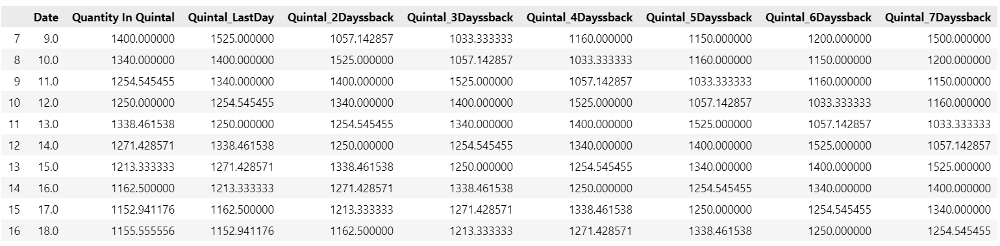 Date Quantity In Quintal Quintal_LastDay Quintal_2Dayssback Quintal_3Dayssback Quintal_4Dayssback Quintal_5Dayssback Quintal_6Dayssback Quintal_7Dayssback
7 9.0 1400.000000 1525.000000 1057.142857 1033.333333 1160.000000 1150.000000 1200.000000 1500.000000
8 10.0 1340.000000 1400.000000 1525.000000 1057.142857 1033.333333 1160.000000 1150.000000 1200.000000
9 11.0 1254.545455 1340.000000 1400.000000 1525.000000 1057.142857 1033.333333 1160.000000 1150.000000
10 12.0 1250.000000 1254.545455 1340.000000 1400.000000 1525.000000 1057.142857 1033.333333 1160.000000
11 13.0 1338.461538 1250.000000 1254.545455 1340.000000 1400.000000 1525.000000 1057.142857 1033.333333
12 14.0 1271.428571 1338.461538 1250.000000 1254.545455 1340.000000 1400.000000 1525.000000 1057.142857
13 15.0 1213.333333 1271.428571 1338.461538 1250.000000 1254.545455 1340.000000 1400.000000 1525.000000
14 16.0 1162.500000 1213.333333 1271.428571 1338.461538 1250.000000 1254.545455 1340.000000 1400.000000
15 17.0 1152.941176 1162.500000 1213.333333 1271.428571 1338.461538 1250.000000 1254.545455 1340.000000
16 18.0 1155.555556 1152.941176 1162.500000 1213.333333 1271.428571 1338.461538 1250.000000 1254.545455